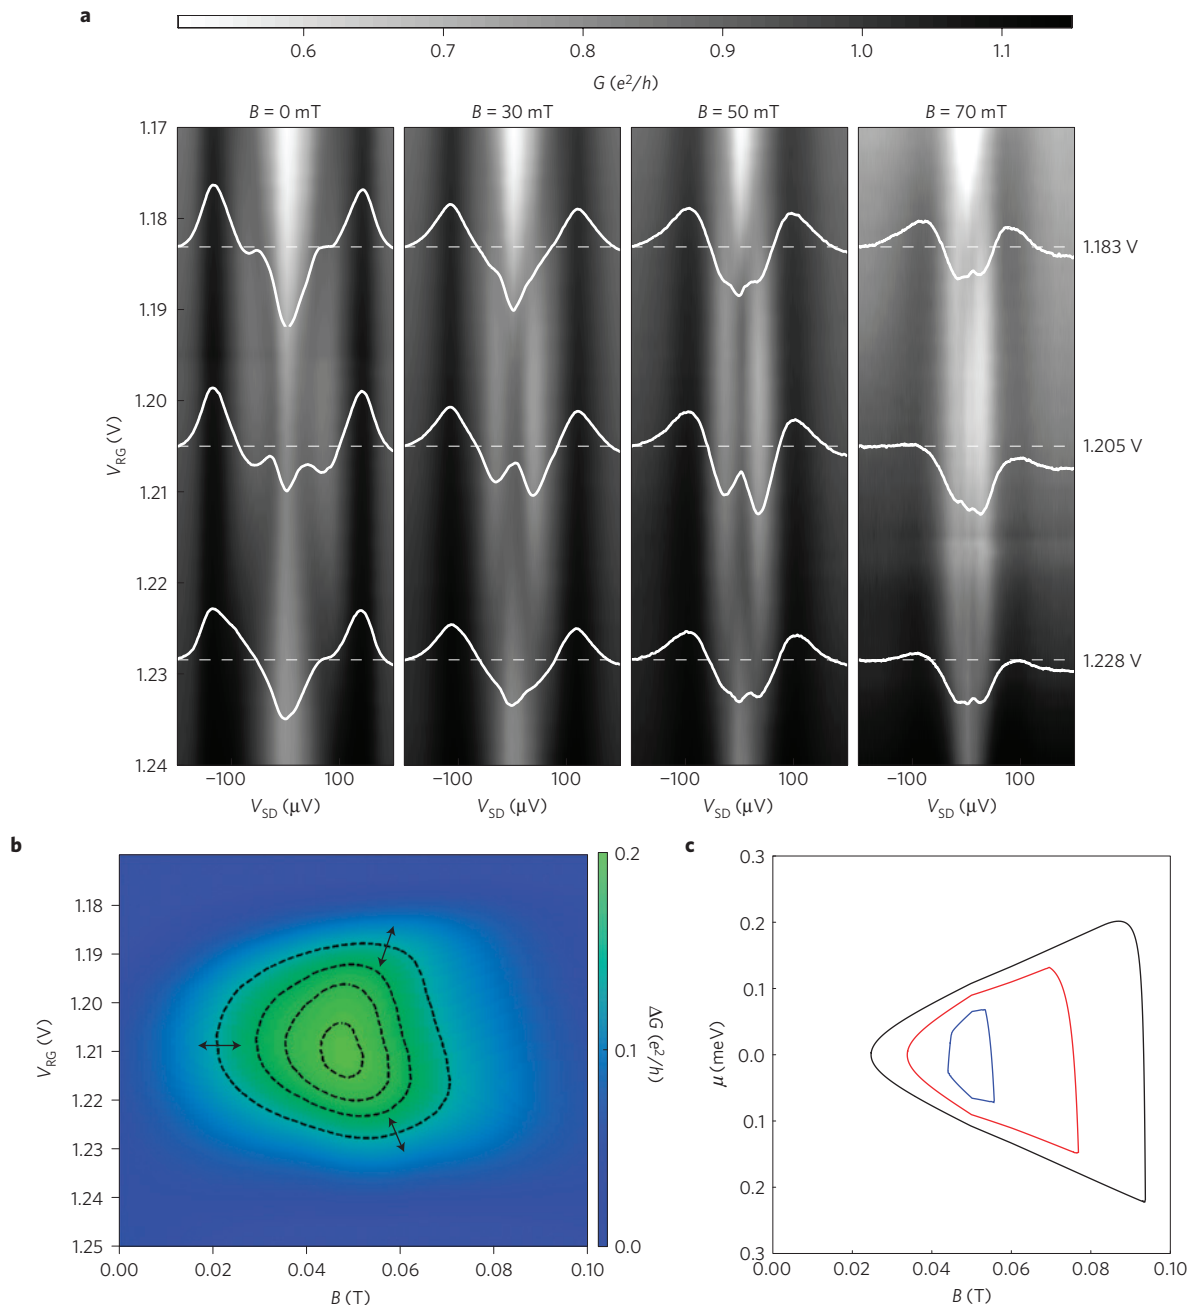 a
0.6 0.7 0.8 0.9 1.0 1.1
G (e²/h)
B = 0 mT B = 30 mT B = 50 mT B = 70 mT
1.17
1.18
1.183 V
1.19
1.20
1.205 V
V_RG (V)
1.21
1.22
1.228 V
1.23
1.24
−100 100 −100 100 −100 100 −100 100
V_SD (μV) V_SD (μV) V_SD (μV) V_SD (μV)
b
0.2
1.18
1.19
1.20
V_RG (V)
1.21
0.1
ΔG (e²/h)
1.22
1.23
1.24
1.25
0.0
0.00 0.02 0.04 0.06 0.08 0.10
B (T)
c
0.3
0.2
0.1
μ (meV)
0.0
0.1
0.2
0.3
0.00 0.02 0.04 0.06 0.08 0.10
B (T)